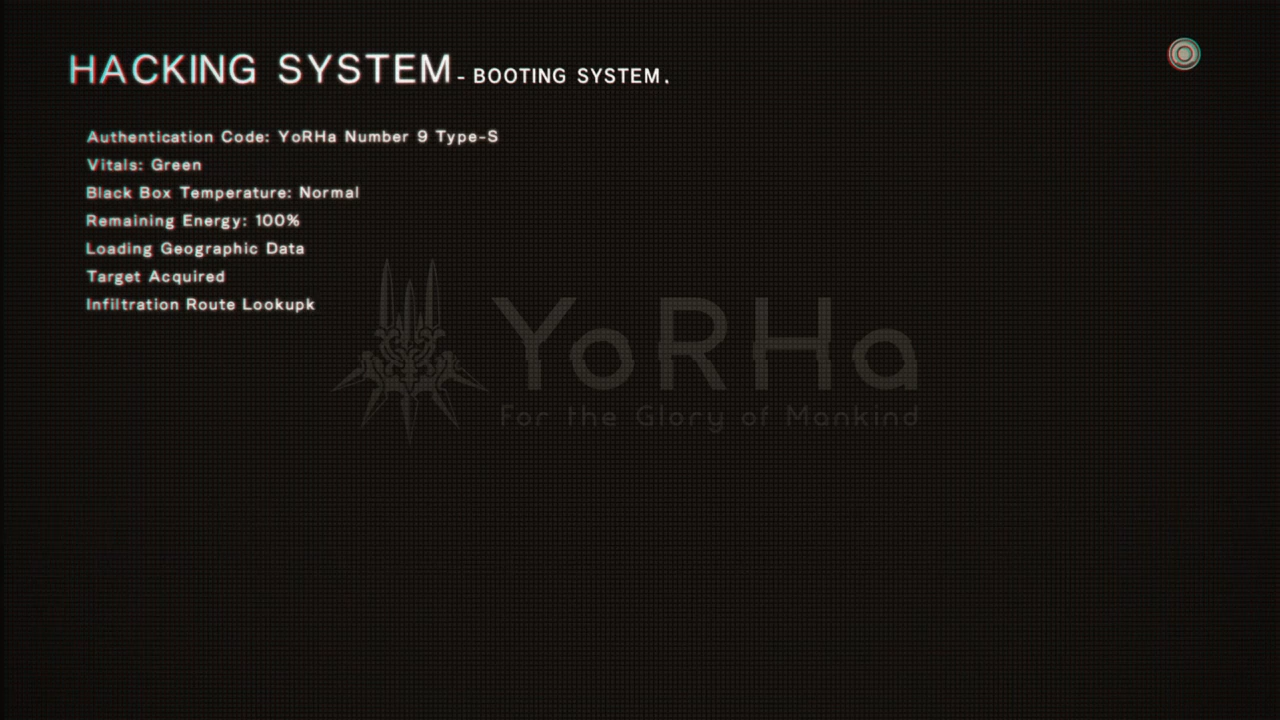 HACKING SYSTEM - BOOTING SYSTEM.
Authentication Code: YoRHa Number 9 Type-S
Vitals: Green
Black Box Temperature: Normal
Remaining Energy: 100%
Loading Geographic Data
Target Acquired
Infiltration Route Lookupk
YoRHa
For the Glory of Mankind